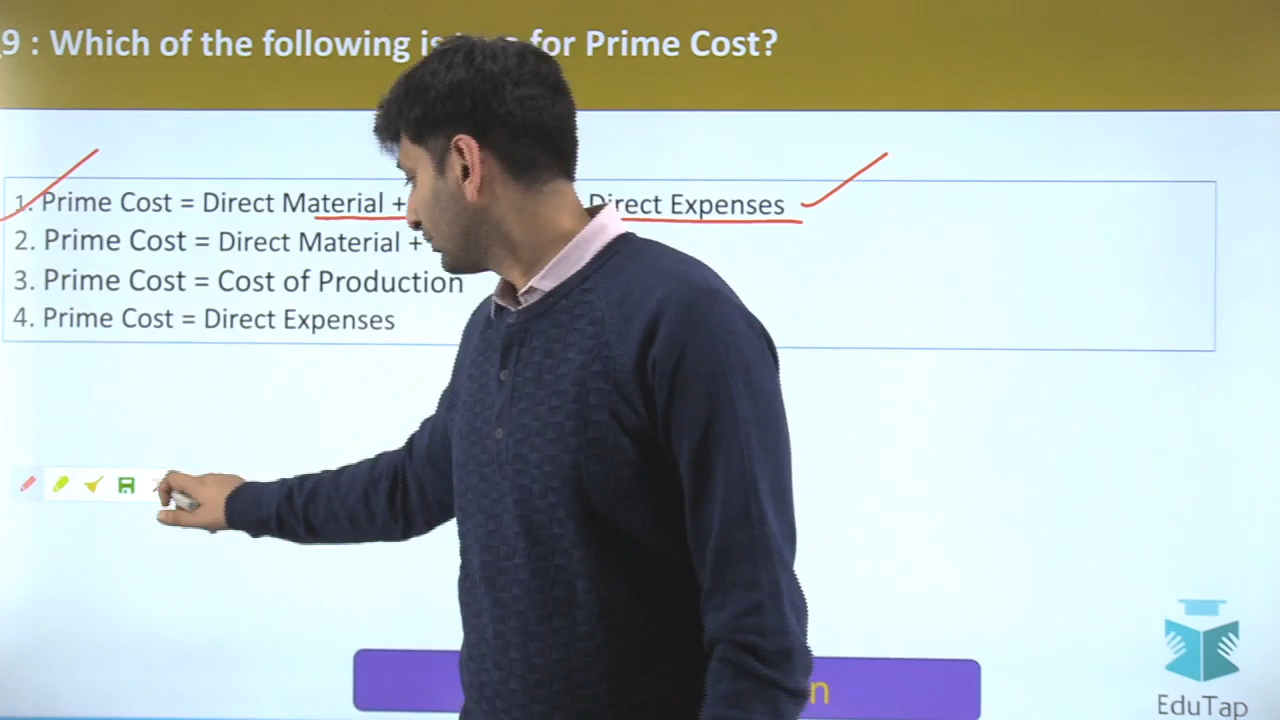 9 : Which of the following is for Prime Cost?
1. Prime Cost = Direct Material + Direct Expenses
2. Prime Cost = Direct Material +
3. Prime Cost = Cost of Production
4. Prime Cost = Direct Expenses
n
EduTap